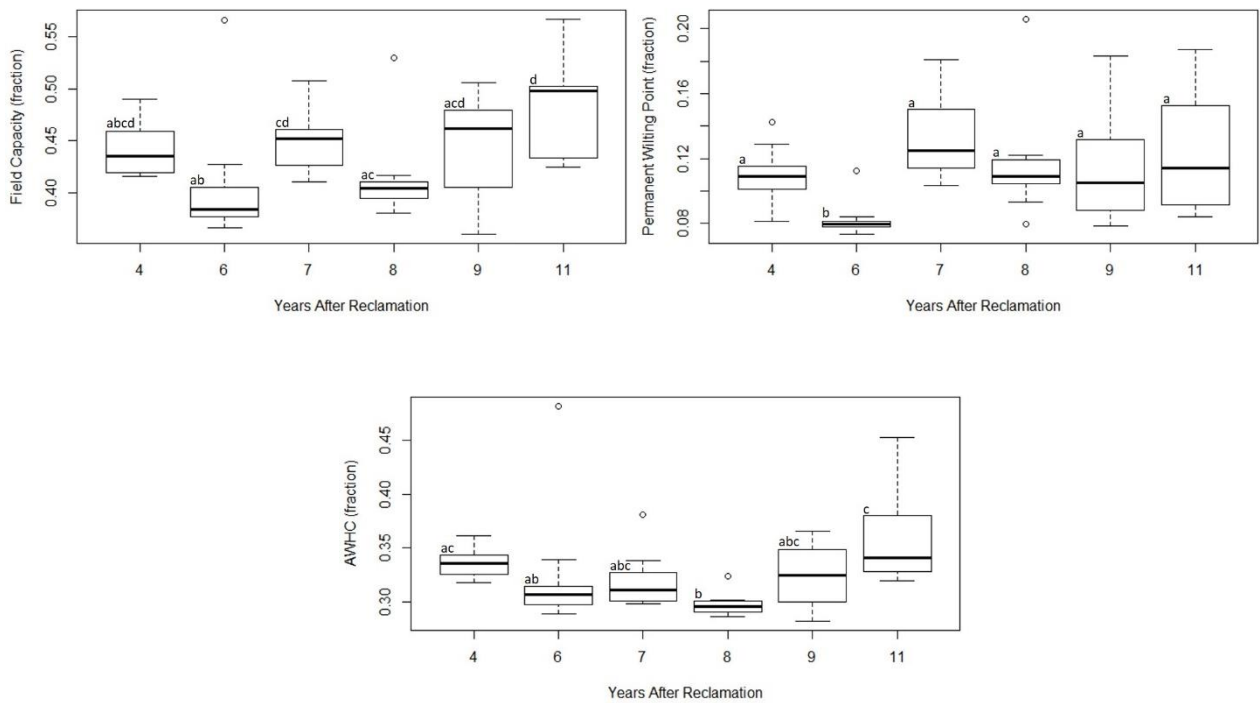 Field Capacity (fraction)
0.55
0.50
0.45
0.40
abcd
ab
cd
ac
acd
d
4 6 7 8 9 11
Years After Reclamation
Permanent Wilting Point (fraction)
0.20
0.16
0.12
0.08
a
b
a
a
a
a
4 6 7 8 9 11
Years After Reclamation
AWHC (fraction)
0.45
0.40
0.35
0.30
ac
ab
abc
b
abc
c
4 6 7 8 9 11
Years After Reclamation